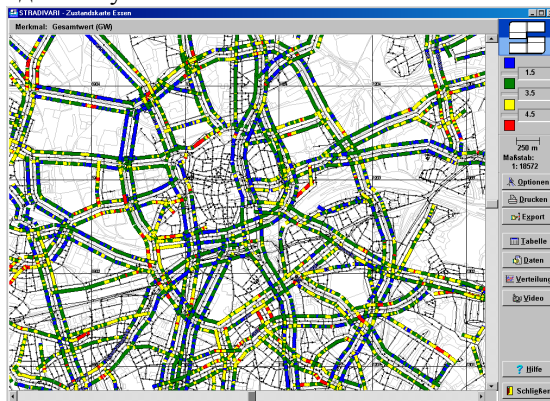 STRADIVARI - Zustandskarte Essen
Merkmal: Gesamtwert (GW)
1.5
3.5
4.5
250 m
Maßstab:
1: 18572
Optionen
Drucken
Export
Tabelle
Daten
Verteilung
Video
? Hilfe
Schließen